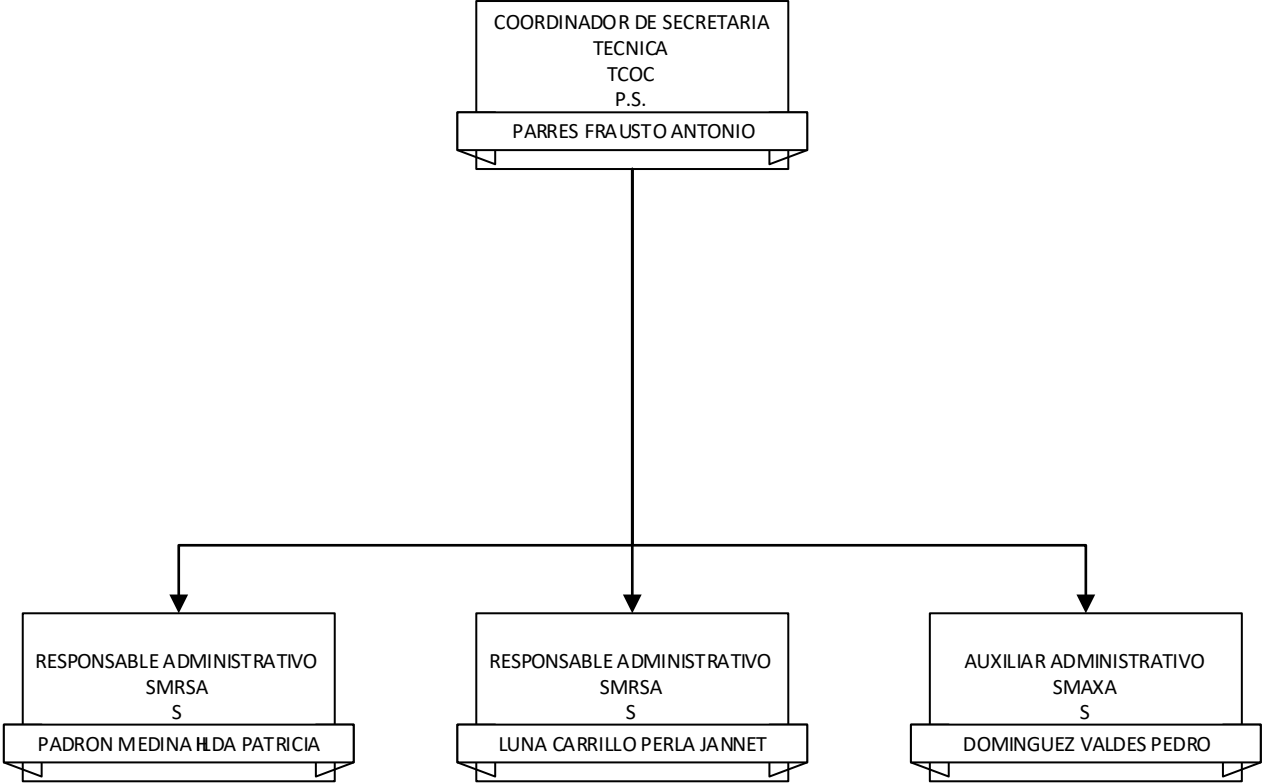 COORDINADOR DE SECRETARIA
TECNICA
TCOC
P.S.
PARRES FRAUSTO ANTONIO
RESPONSABLE ADMINISTRATIVO
SMRSA
S
PADRON MEDINA HLDA PATRICIA
RESPONSABLE ADMINISTRATIVO
SMRSA
S
LUNA CARRILLO PERLA JANNET
AUXILIAR ADMINISTRATIVO
SMAXA
S
DOMINGUEZ VALDES PEDRO